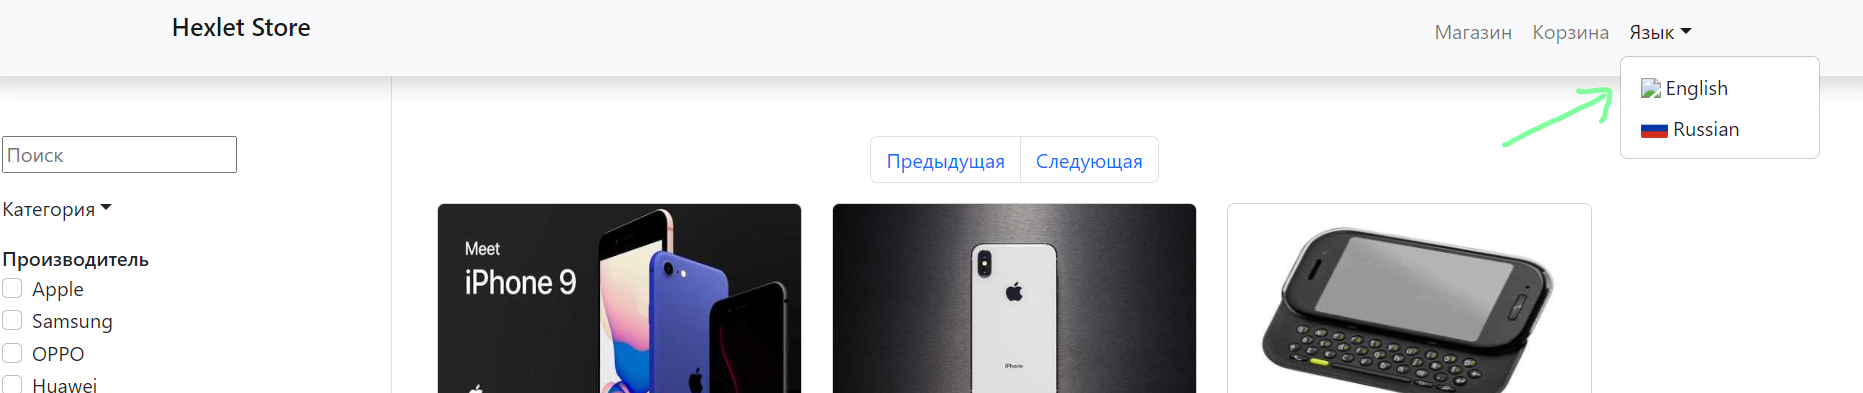 Hexlet Store
Магазин Корзина Язык
English
Russian
Поиск
Предыдущая Следующая
Категория
Производитель
Apple
Samsung
OPPO
Huawei
Meet
iPhone 9
iPhone